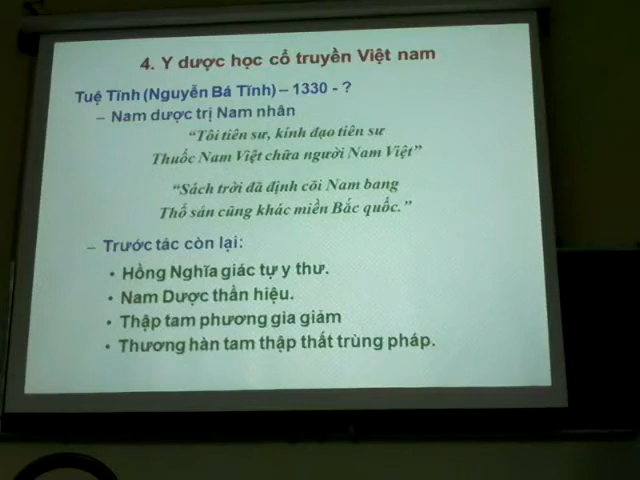 4. Y dược học cổ truyền Việt nam
Tuệ Tĩnh (Nguyễn Bá Tĩnh) – 1330 - ?
– Nam dược trị Nam nhân
“Tôi tiên sư, kính đạo tiên sư
Thuốc Nam Việt chữa người Nam Việt”
“Sách trời đã định cõi Nam bang
Thổ sản cũng khác miền Bắc quốc.”
– Trước tác còn lại:
• Hồng Nghĩa giác tự y thư.
• Nam Dược thần hiệu.
• Thập tam phương gia giảm
• Thương hàn tam thập thất trùng pháp.